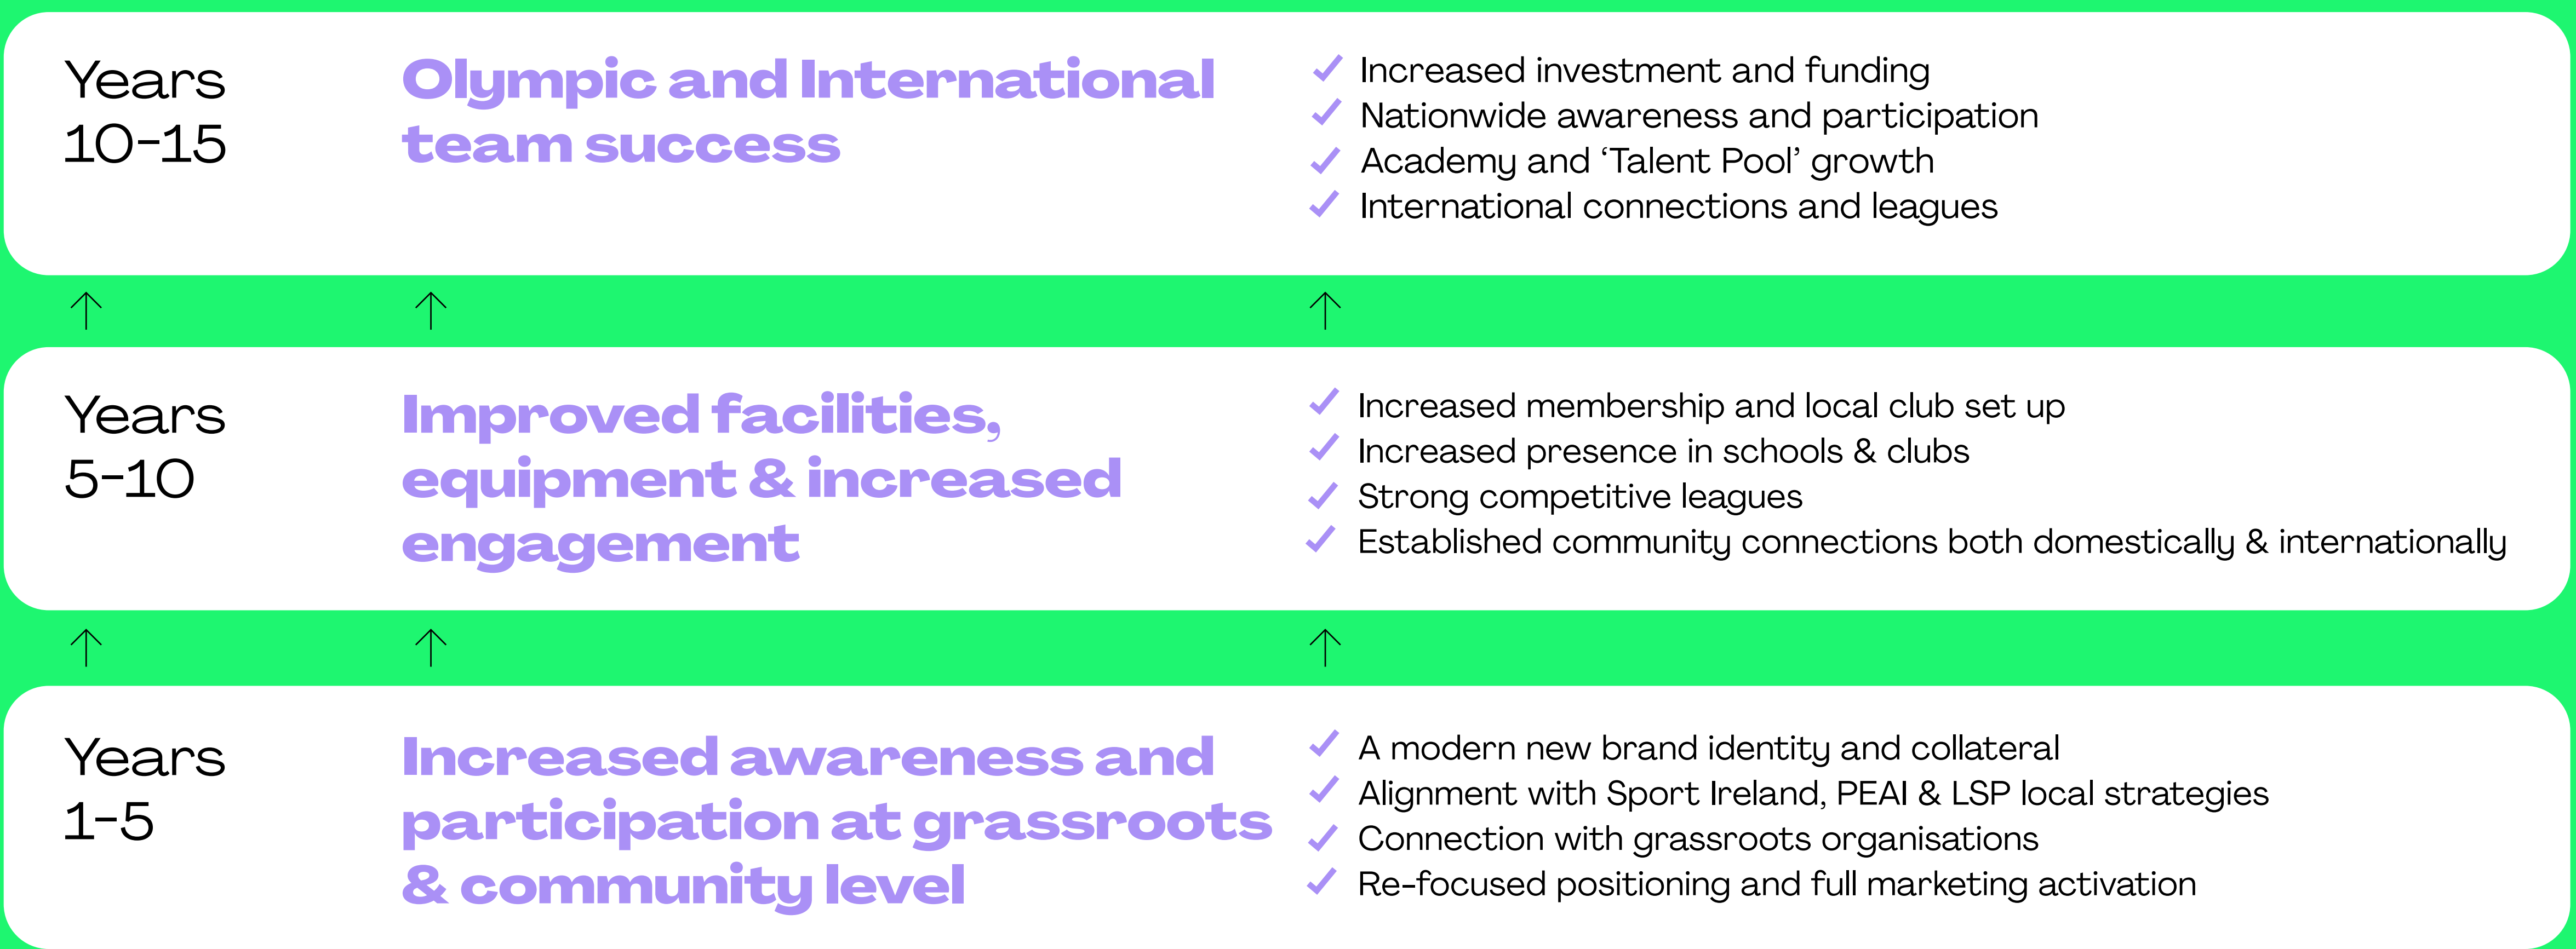 Years
10-15
Olympic and International
team success
Increased investment and funding
Nationwide awareness and participation
Academy and ‘Talent Pool’ growth
International connections and leagues
Years
5-10
Improved facilities,
equipment & increased
engagement
Increased membership and local club set up
Increased presence in schools & clubs
Strong competitive leagues
Established community connections both domestically & internationally
Years
1-5
Increased awareness and
participation at grassroots
& community level
A modern new brand identity and collateral
Alignment with Sport Ireland, PEAI & LSP local strategies
Connection with grassroots organisations
Re-focused positioning and full marketing activation